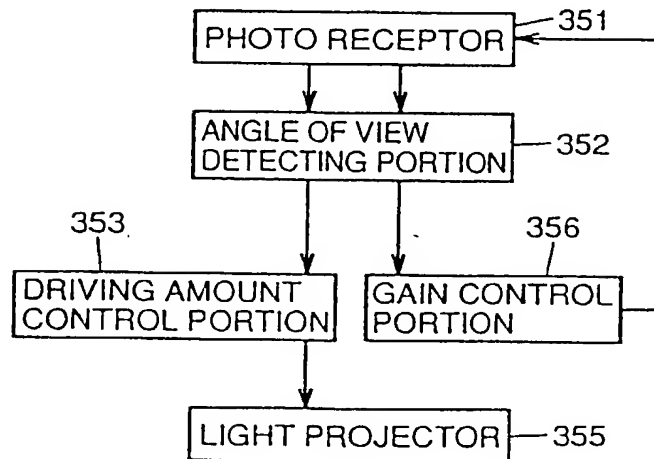 351
PHOTO RECEPTOR
ANGLE OF VIEW
DETECTING PORTION
352
353
356
DRIVING AMOUNT
CONTROL PORTION
GAIN CONTROL
PORTION
LIGHT PROJECTOR
355